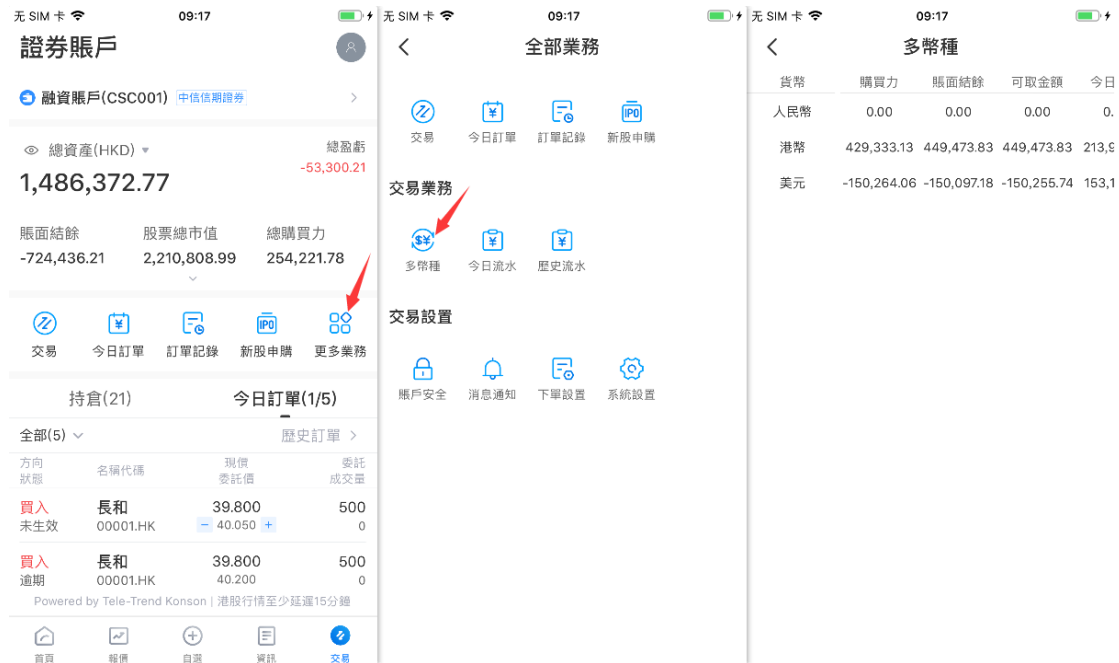 无 SIM 卡 09:17
證券賬戶
融資賬戶(CSC001) 中信信期證券
總資產(HKD) 總盈虧
1,486,372.77 -53,300.21
賬面結餘 股票總市值 總購買力
-724,436.21 2,210,808.99 254,221.78
交易 今日訂單 訂單記錄 新股申購 更多業務
持倉(21) 今日訂單(1/5)
全部(5) 歷史訂單
方向 名稱代碼 現價 委託
狀態 委託價 成交量
買入 長和 39.800 500
未生效 00001.HK − 40.050 + 0
買入 長和 39.800 500
逾期 00001.HK 40.200 0
Powered by Tele-Trend Konson | 港股行情至少延遲15分鐘
首頁 報價 自選 資訊 交易
无 SIM 卡 09:17
全部業務
交易 今日訂單 訂單記錄 新股申購
交易業務
多幣種 今日流水 歷史流水
交易設置
賬戶安全 消息通知 下單設置 系統設置
无 SIM 卡 09:17
多幣種
貨幣 購買力 賬面結餘 可取金額 今日
人民幣 0.00 0.00 0.00 0.
港幣 429,333.13 449,473.83 449,473.83 213,9
美元 -150,264.06 -150,097.18 -150,255.74 153,1